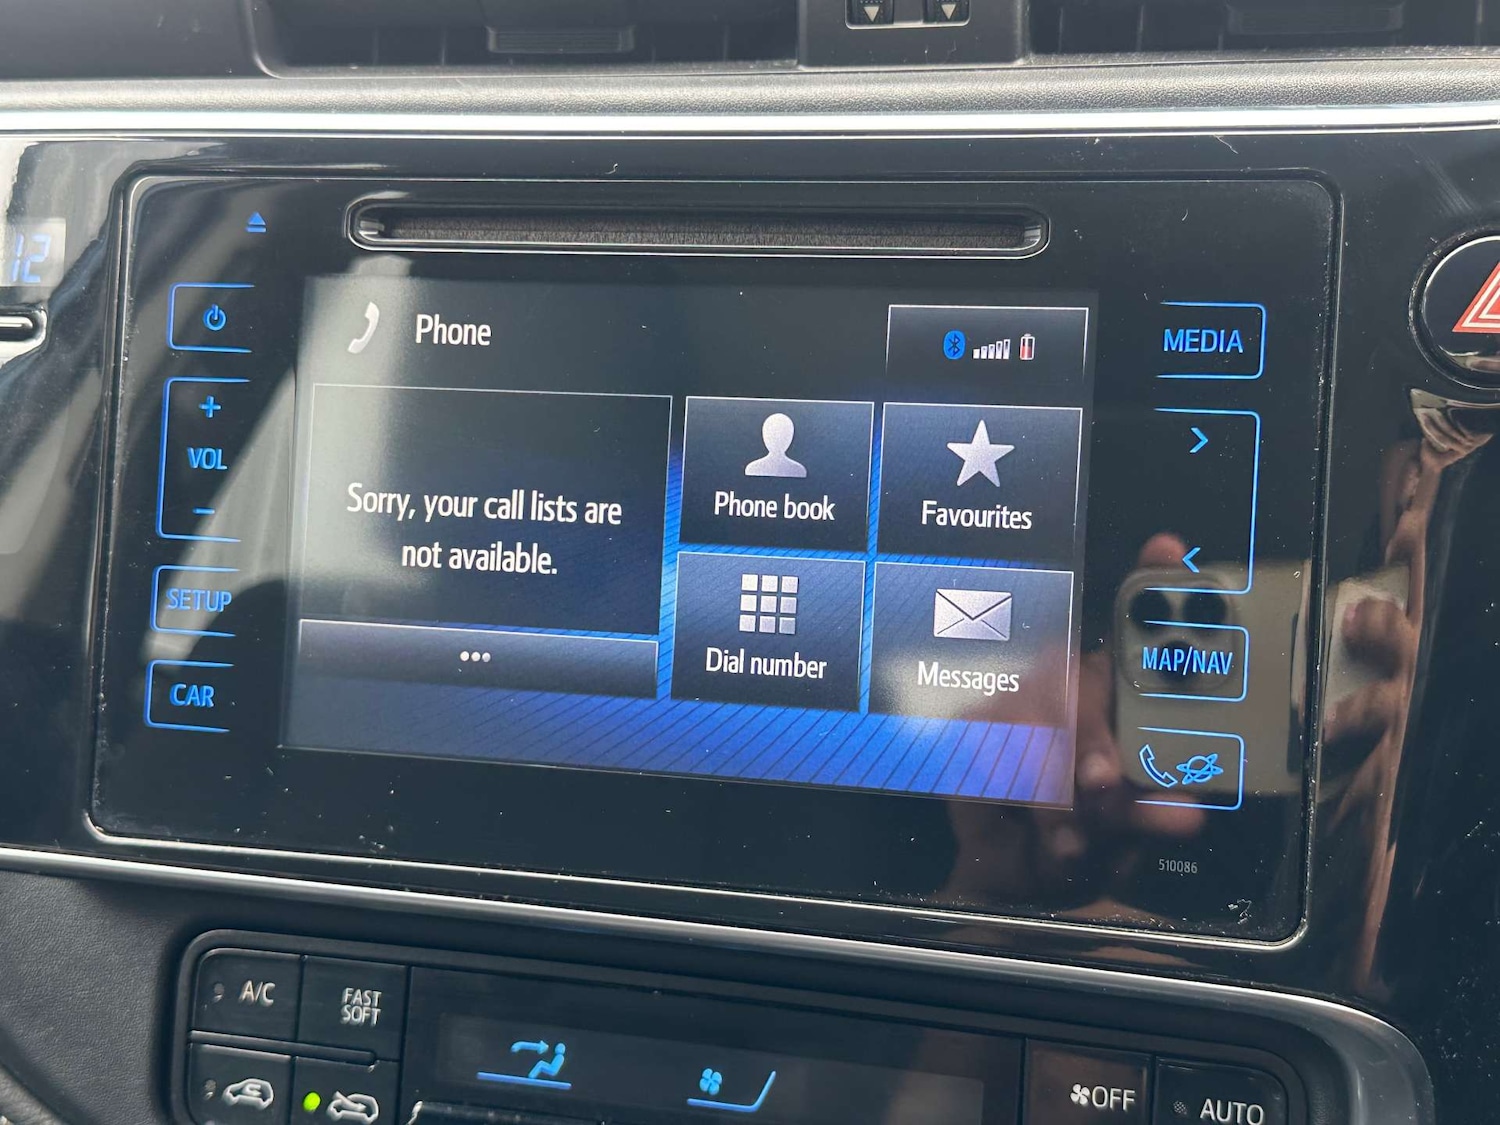 12
Phone
MEDIA
VOL
Sorry, your call lists are
not available.
Phone book
Favourites
SETUP
Dial number
Messages
MAP/NAV
CAR
510086
A/C
FAST
SOFT
OFF
AUTO